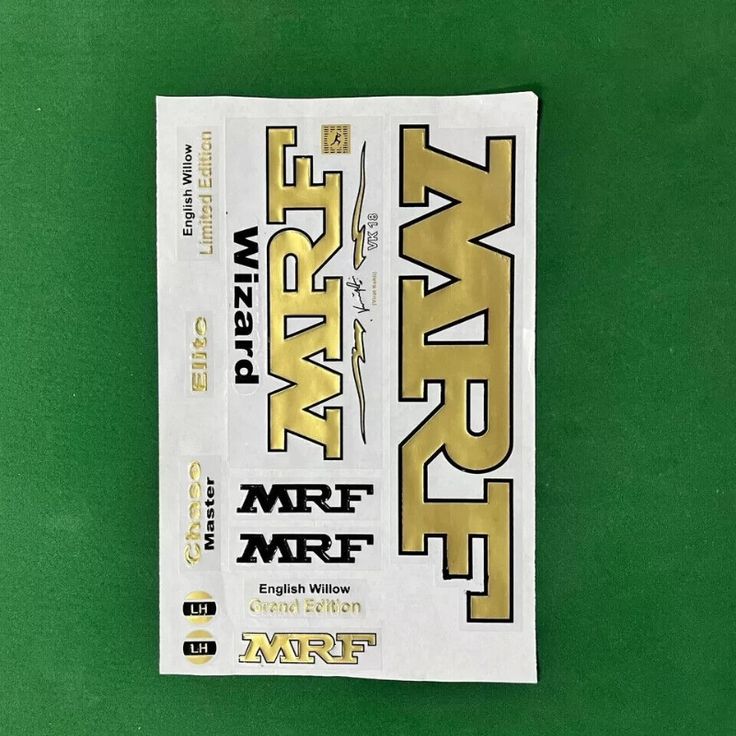 English Willow
Limited Edition
MRF
Wizard
VK 18
MRF
Elite
Chase
Master
MRF
MRF
English Willow
Grand Edition
MRF
LH
LH